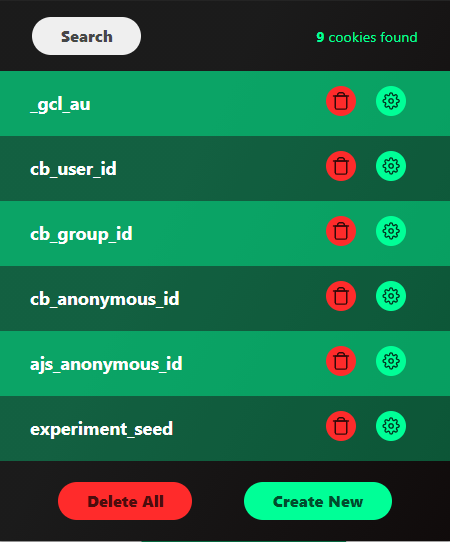 Search
9 cookies found
_gcl_au
cb_user_id
cb_group_id
cb_anonymous_id
ajs_anonymous_id
experiment_seed
Delete All
Create New